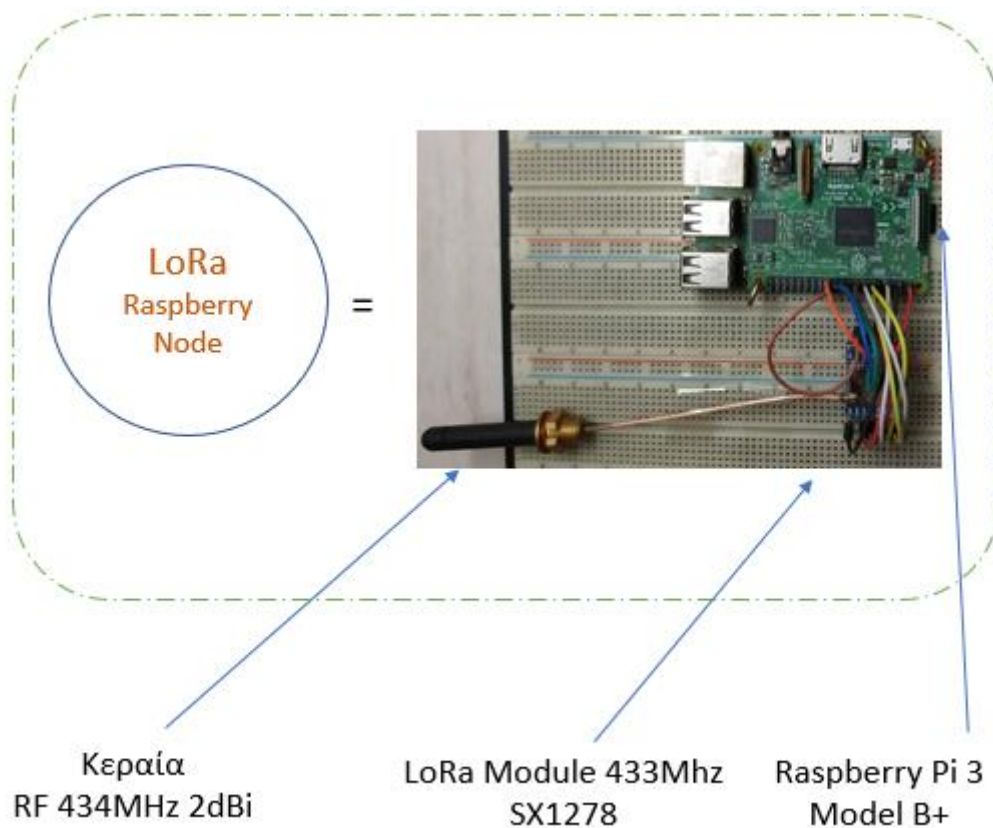 LoRa
Raspberry
Node
=
Κεραία
RF 434MHz 2dBi
LoRa Module 433Mhz
SX1278
Raspberry Pi 3
Model B+